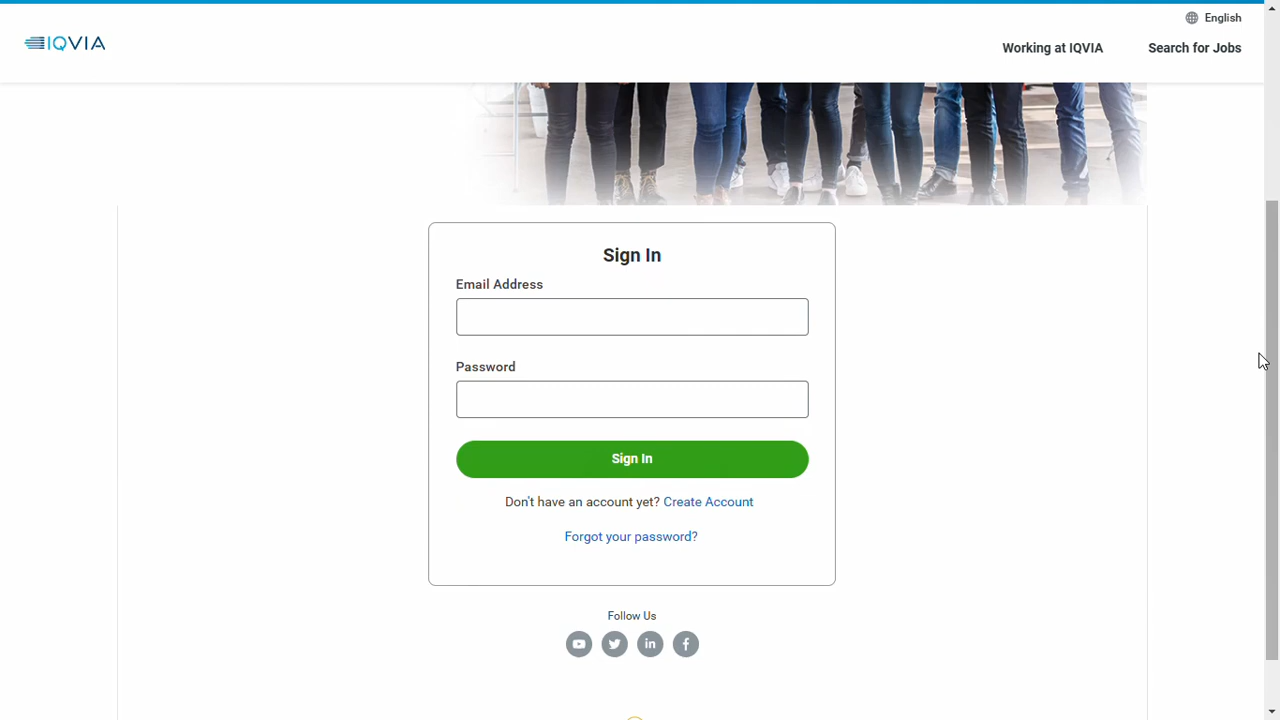 English
IQVIA
Working at IQVIA
Search for Jobs
Sign In
Email Address
Password
Sign In
Don't have an account yet? Create Account
Forgot your password?
Follow Us
in
f